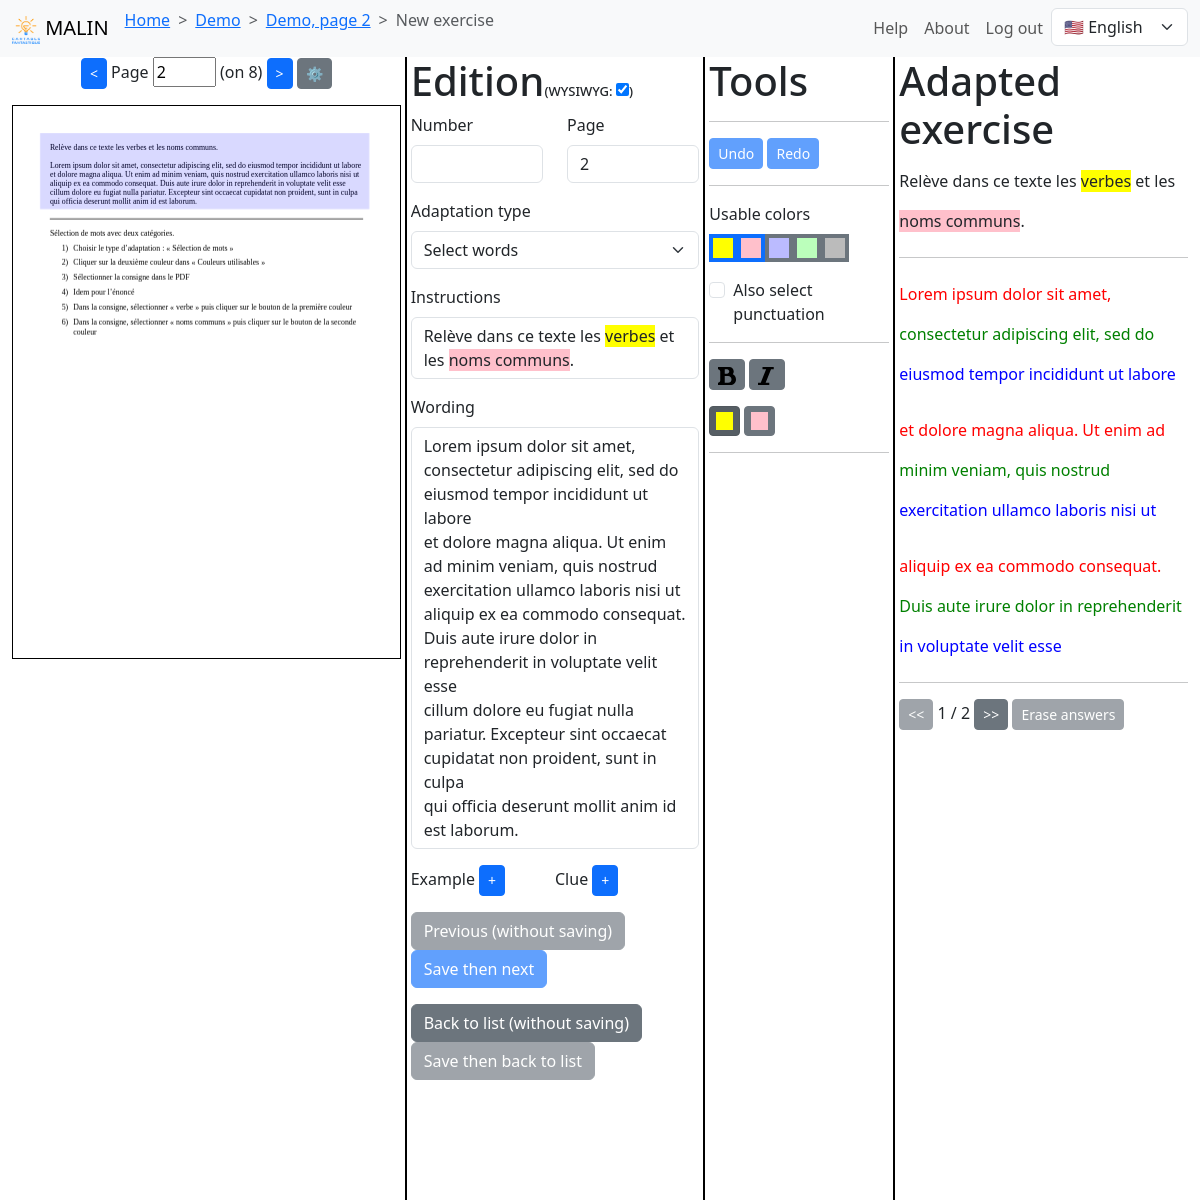 MALIN
Home > Demo > Demo, page 2 > New exercise
Help About Log out 🇺🇸 English
< Page 2 (on 8) > ⚙️
Relève dans ce texte les verbes et les noms communs.
Lorem ipsum dolor sit amet, consectetur adipiscing elit, sed do eiusmod tempor incididunt ut labore
et dolore magna aliqua. Ut enim ad minim veniam, quis nostrud exercitation ullamco laboris nisi ut
aliquip ex ea commodo consequat. Duis aute irure dolor in reprehenderit in voluptate velit esse
cillum dolore eu fugiat nulla pariatur. Excepteur sint occaecat cupidatat non proident, sunt in culpa
qui officia deserunt mollit anim id est laborum.
Sélection de mots avec deux catégories.
1) Choisir le type d’adaptation : « Sélection de mots »
2) Cliquer sur la deuxième couleur dans « Couleurs utilisables »
3) Sélectionner la consigne dans le PDF
4) Idem pour l’énoncé
5) Dans la consigne, sélectionner « verbe » puis cliquer sur le bouton de la première couleur
6) Dans la consigne, sélectionner « noms communs » puis cliquer sur le bouton de la seconde
couleur
Edition (WYSIWYG: )
Number Page
2
Adaptation type
Select words
Instructions
Relève dans ce texte les verbes et
les noms communs.
Wording
Lorem ipsum dolor sit amet,
consectetur adipiscing elit, sed do
eiusmod tempor incididunt ut
labore
et dolore magna aliqua. Ut enim
ad minim veniam, quis nostrud
exercitation ullamco laboris nisi ut
aliquip ex ea commodo consequat.
Duis aute irure dolor in
reprehenderit in voluptate velit
esse
cillum dolore eu fugiat nulla
pariatur. Excepteur sint occaecat
cupidatat non proident, sunt in
culpa
qui officia deserunt mollit anim id
est laborum.
Example + Clue +
Previous (without saving)
Save then next
Back to list (without saving)
Save then back to list
Tools
Undo Redo
Usable colors
Also select
punctuation
B I
Adapted
exercise
Relève dans ce texte les verbes et les
noms communs.
Lorem ipsum dolor sit amet,
consectetur adipiscing elit, sed do
eiusmod tempor incididunt ut labore
et dolore magna aliqua. Ut enim ad
minim veniam, quis nostrud
exercitation ullamco laboris nisi ut
aliquip ex ea commodo consequat.
Duis aute irure dolor in reprehenderit
in voluptate velit esse
<< 1 / 2 >> Erase answers